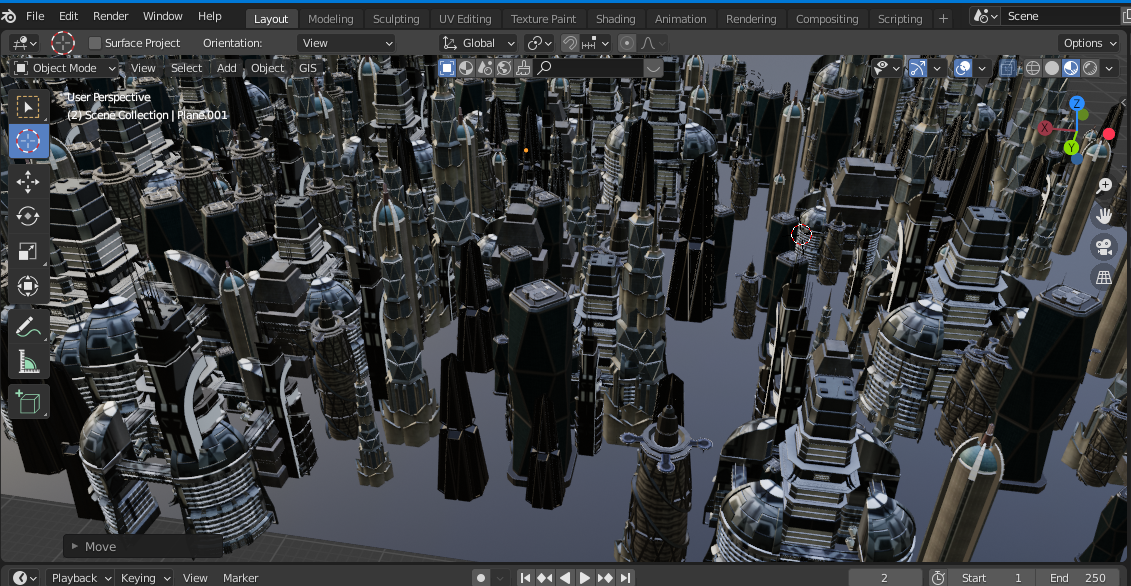 File Edit Render Window Help Layout Modeling Sculpting UV Editing Texture Paint Shading Animation Rendering Compositing Scripting + Scene
Surface Project Orientation: View Global Options
Object Mode View Select Add Object GIS
User Perspective
(2) Scene Collection | Plane.001
Z
X
Y
Move
Playback Keying View Marker 2 Start 1 End 250